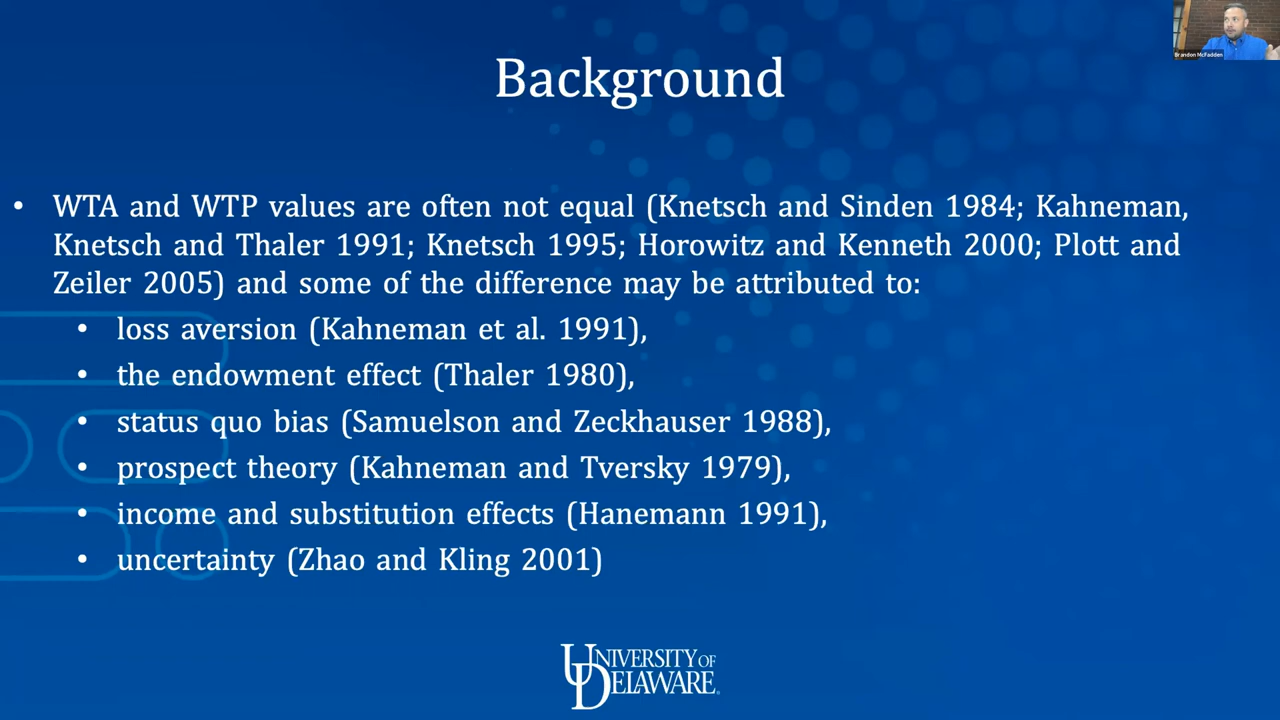 Background
• WTA and WTP values are often not equal (Knetsch and Sinden 1984; Kahneman,
Knetsch and Thaler 1991; Knetsch 1995; Horowitz and Kenneth 2000; Plott and
Zeiler 2005) and some of the difference may be attributed to:
• loss aversion (Kahneman et al. 1991),
• the endowment effect (Thaler 1980),
• status quo bias (Samuelson and Zeckhauser 1988),
• prospect theory (Kahneman and Tversky 1979),
• income and substitution effects (Hanemann 1991),
• uncertainty (Zhao and Kling 2001)
Brandon McFadden
UNIVERSITY OF
DELAWARE.